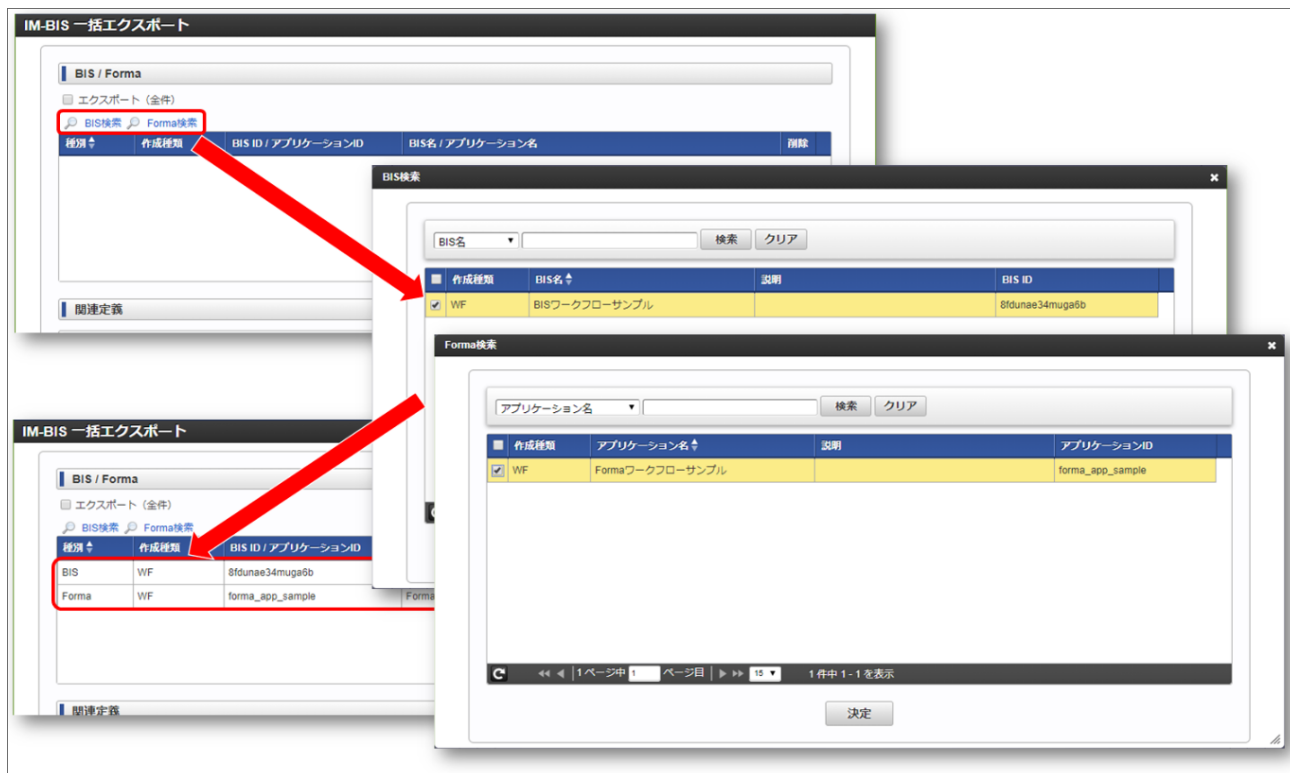 IM-BIS 一括エクスポート
BIS / Forma
エクスポート（全件）
BIS検索 Forma検索
種別 作成種類 BIS ID / アプリケーションID BIS名 / アプリケーション名 削除
関連定義
BIS検索
BIS名 検索 クリア
作成種類 BIS名 説明 BIS ID
WF BISワークフローサンプル 8fdunae34muga6b
Forma検索
アプリケーション名 検索 クリア
作成種類 アプリケーション名 説明 アプリケーションID
WF Formaワークフローサンプル forma_app_sample
1 ページ中 1 ページ目 15 1 件中 1 - 1 を表示
決定
IM-BIS 一括エクスポート
BIS / Forma
エクスポート（全件）
BIS検索 Forma検索
種別 作成種類 BIS ID / アプリケーションID
BIS WF 8fdunae34muga6b
Forma WF forma_app_sample Forma
関連定義